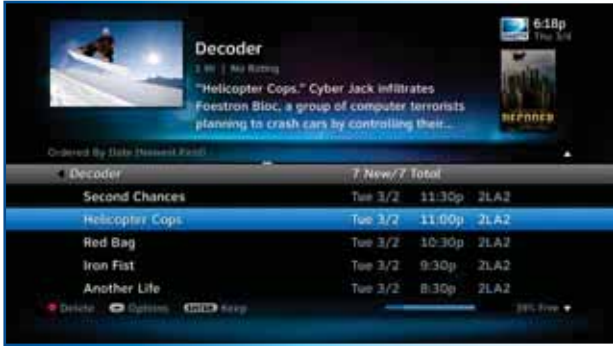 6:18p
Thu 3/4
Decoder
1 Hr | No Rating
"Helicopter Cops." Cyber Jack infiltrates
Foestron Bloc, a group of computer terrorists
planning to crash cars by controlling their...
DECODER
Ordered By Date (Newest First)
Decoder 7 New/7 Total
Second Chances Tue 3/2 11:30p 2LA2
Helicopter Cops Tue 3/2 11:00p 2LA2
Red Bag Tue 3/2 10:30p 2LA2
Iron Fist Tue 3/2 9:30p 2LA2
Another Life Tue 3/2 8:30p 2LA2
Delete Options ENTER Keep Free